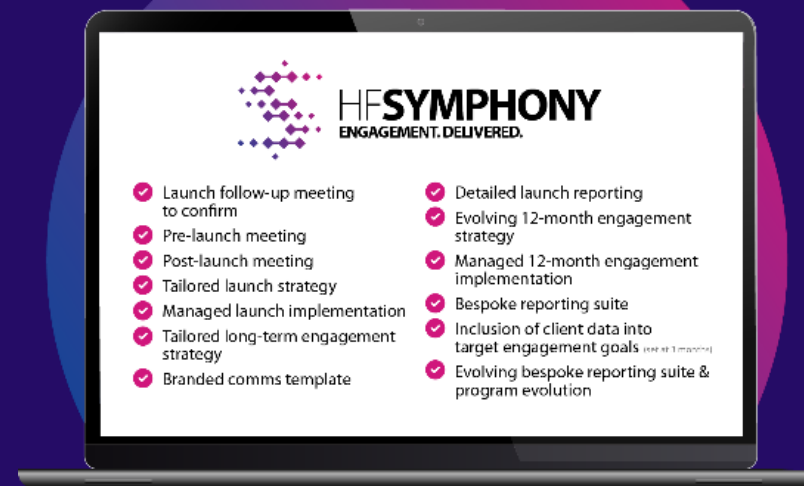 HFSYMPHONY
ENGAGEMENT. DELIVERED.
Launch follow-up meeting
to confirm
Pre-launch meeting
Post-launch meeting
Tailored launch strategy
Managed launch implementation
Tailored long-term engagement
strategy
Branded comms template
Detailed launch reporting
Evolving 12-month engagement
strategy
Managed 12-month engagement
implementation
Bespoke reporting suite
Inclusion of client data into
target engagement goals
Evolving bespoke reporting suite &
program evolution